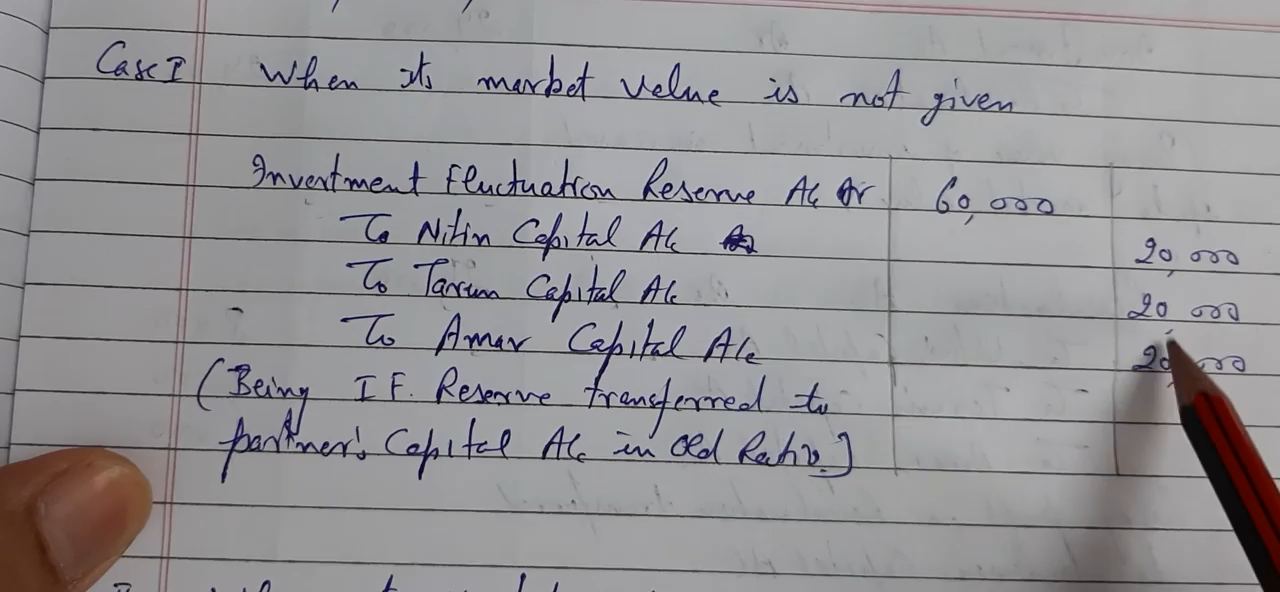 Case I When its market value is not given
Investment Fluctuation Reserve A/c Dr 60,000
To Nitin Capital A/c 20,000
To Tarun Capital A/c 20,000
To Amar Capital A/c 20,000
(Being I F. Reserve transferred to
partner's Capital A/c in old Ratio.)